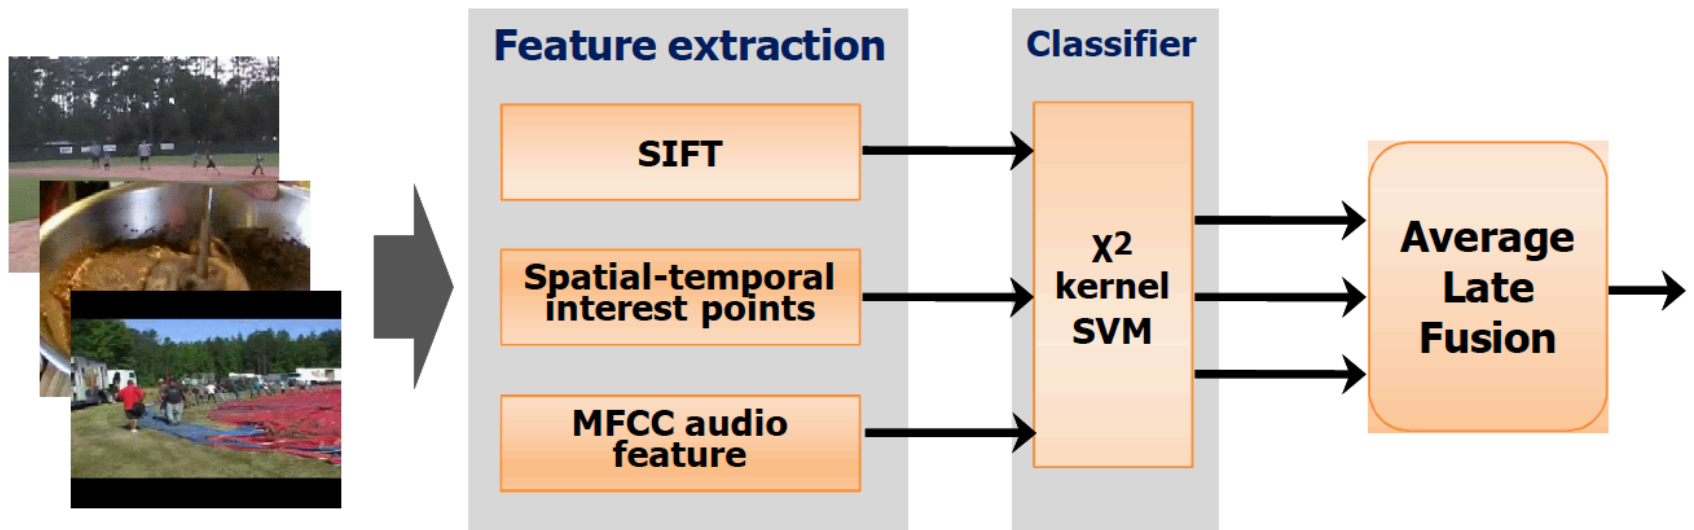 Feature extraction
Classifier
SIFT
Spatial-temporal
interest points
MFCC audio
feature
χ2
kernel
SVM
Average
Late
Fusion